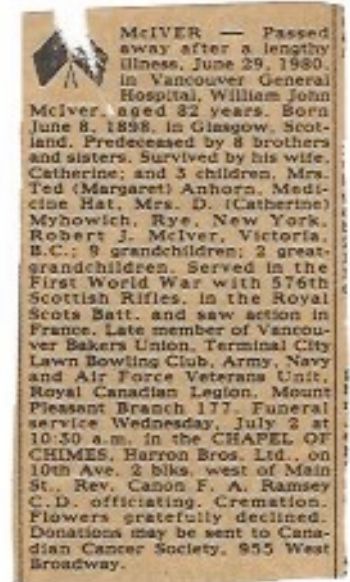 McIVER — Passed
away after a lengthy
illness, June 29, 1980,
in Vancouver General
Hospital, William John
McIver, aged 82 years. Born
June 8, 1898, in Glasgow, Scot-
land. Predeceased by 8 brothers
and sisters. Survived by his wife,
Catherine; and 3 children, Mrs.
Ted (Margaret) Anhorn, Medi-
cine Hat, Mrs. D. (Catherine)
Myhowich, Rye, New York,
Robert J. McIver, Victoria,
B.C.; 9 grandchildren; 2 great-
grandchildren. Served in the
First World War with 576th
Scottish Rifles, in the Royal
Scots Batt. and saw action in
France. Late member of Vancou-
ver Bakers Union, Terminal City
Lawn Bowling Club, Army, Navy
and Air Force Veterans Unit,
Royal Canadian Legion, Mount
Pleasant Branch 177. Funeral
service Wednesday, July 2 at
10:30 a.m. in the CHAPEL OF
CHIMES, Harron Bros. Ltd., on
10th Ave. 2 blks. west of Main
St., Rev. Canon F. A. Ramsey
C.D. officiating. Cremation.
Flowers gratefully declined.
Donations may be sent to Cana-
dian Cancer Society, 955 West
Broadway.